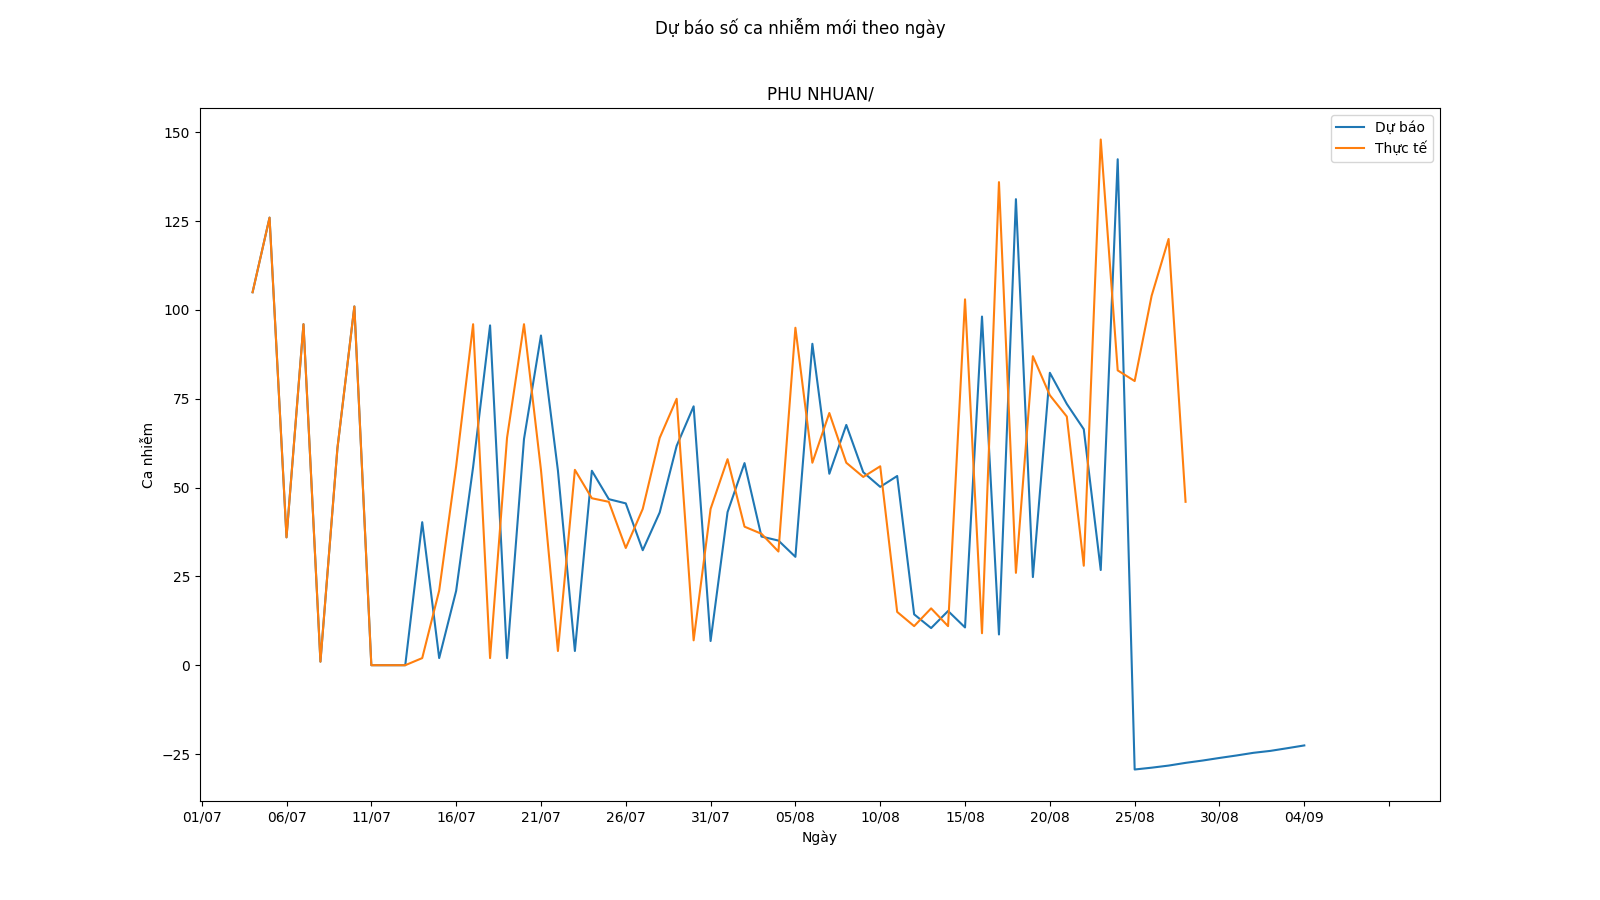 Dự báo số ca nhiễm mới theo ngày
PHU NHUAN/
Dự báo
Thực tế
150
125
100
75
50
25
0
−25
Ca nhiễm
01/07 06/07 11/07 16/07 21/07 26/07 31/07 05/08 10/08 15/08 20/08 25/08 30/08 04/09
Ngày